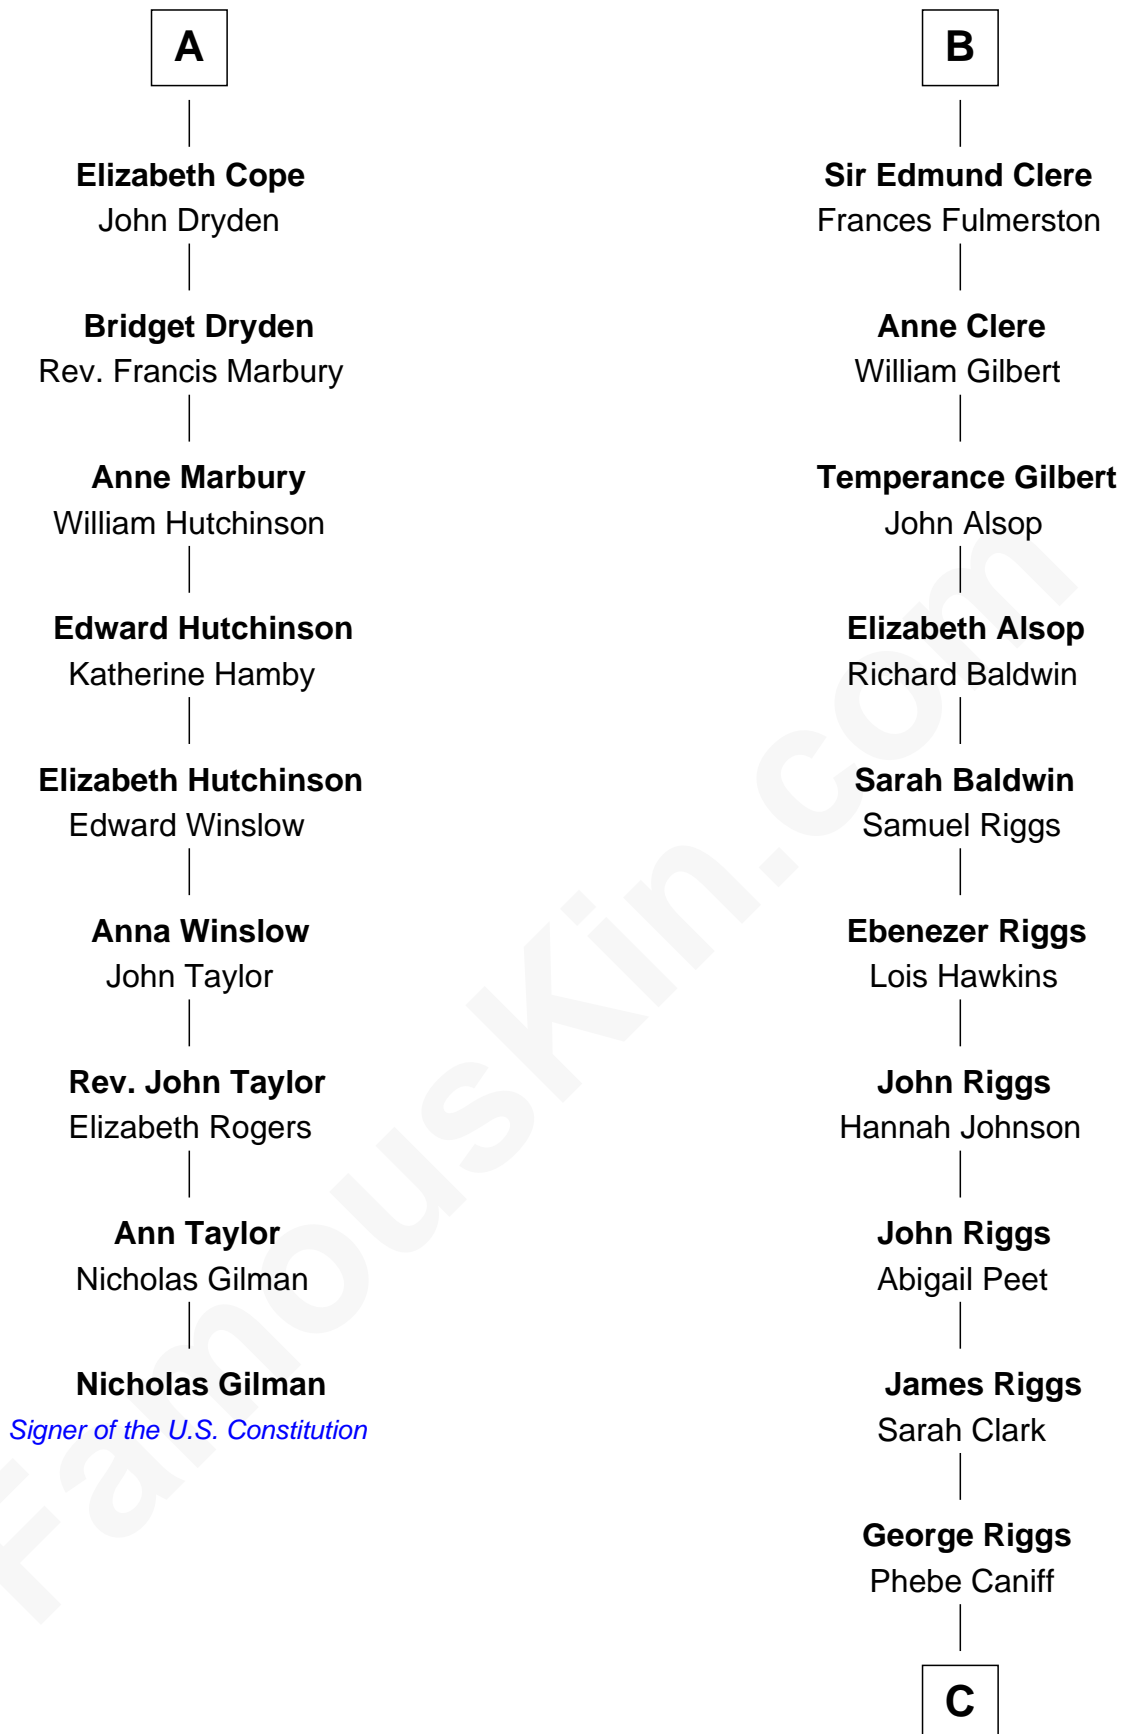 A
Elizabeth Cope
John Dryden
Bridget Dryden
Rev. Francis Marbury
Anne Marbury
William Hutchinson
Edward Hutchinson
Katherine Hamby
Elizabeth Hutchinson
Edward Winslow
Anna Winslow
John Taylor
Rev. John Taylor
Elizabeth Rogers
Ann Taylor
Nicholas Gilman
Nicholas Gilman
Signer of the U.S. Constitution
B
Sir Edmund Clere
Frances Fulmerston
Anne Clere
William Gilbert
Temperance Gilbert
John Alsop
Elizabeth Alsop
Richard Baldwin
Sarah Baldwin
Samuel Riggs
Ebenezer Riggs
Lois Hawkins
John Riggs
Hannah Johnson
John Riggs
Abigail Peet
James Riggs
Sarah Clark
George Riggs
Phebe Caniff
C
FamousKin.com